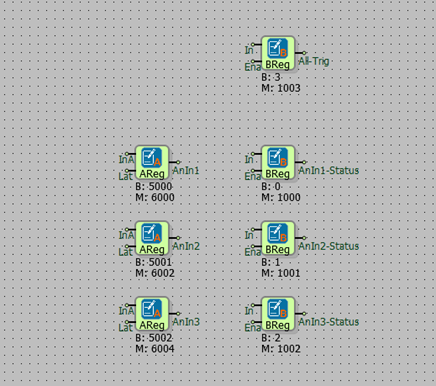 In
Ena
B
BReg
All-Trig
B: 3
M: 1003
InA
Lat
A
AReg
AnIn1
B: 5000
M: 6000
In
Ena
B
BReg
AnIn1-Status
B: 0
M: 1000
InA
Lat
A
AReg
AnIn2
B: 5001
M: 6002
In
Ena
B
BReg
AnIn2-Status
B: 1
M: 1001
InA
Lat
A
AReg
AnIn3
B: 5002
M: 6004
In
Ena
B
BReg
AnIn3-Status
B: 2
M: 1002